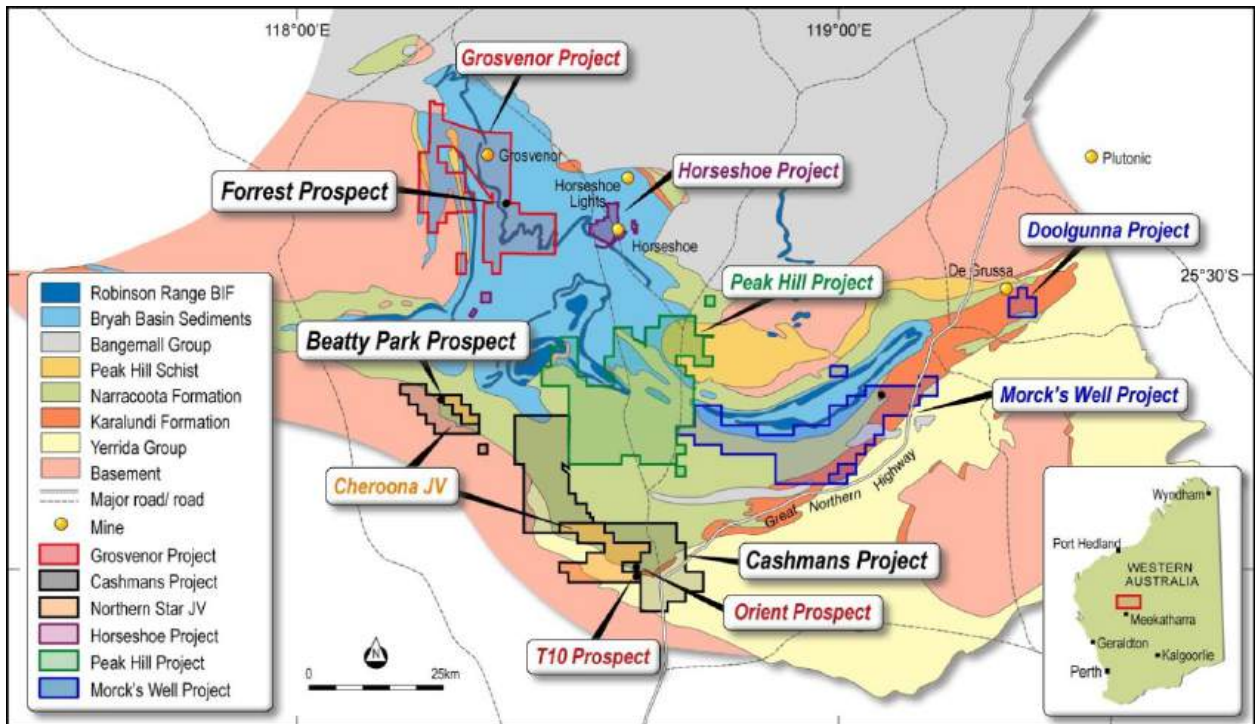 118°00'E
119°00'E
Grosvenor Project
Grosvenor
Plutonic
Forrest Prospect
Horseshoe
Lights
Horseshoe Project
Horseshoe
Doolgunna Project
De Grussa
25°30'S
Peak Hill Project
Robinson Range BIF
Bryah Basin Sediments
Bangemall Group
Peak Hill Schist
Narracoota Formation
Karalundi Formation
Yerrida Group
Basement
Major road/ road
Mine
Grosvenor Project
Cashmans Project
Northern Star JV
Horseshoe Project
Peak Hill Project
Morck's Well Project
Beatty Park Prospect
Morck's Well Project
Cheroona JV
Great Northern Highway
Cashmans Project
Orient Prospect
T10 Prospect
N
0
25km
Wyndham
Port Hedland
WESTERN
AUSTRALIA
Meekatharra
Geraldton
Kalgoorlie
Perth